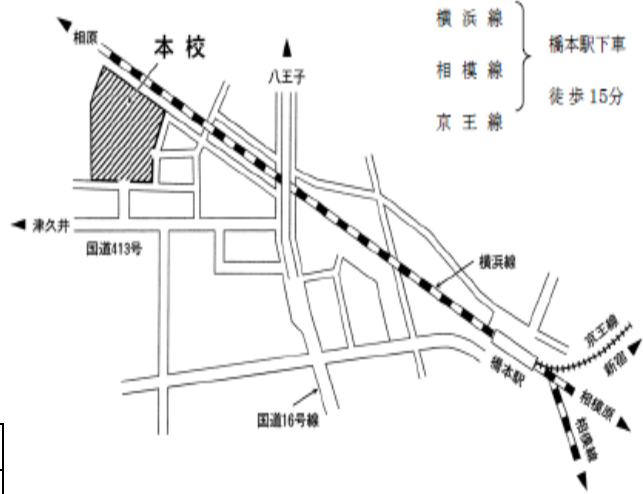 横浜線
相模線
京王線
橋本駅下車
徒歩15分
相原
本校
八王子
津久井
国道413号
横浜線
京王線
新宿
橋本駅
相模原
相模線
国道16号線